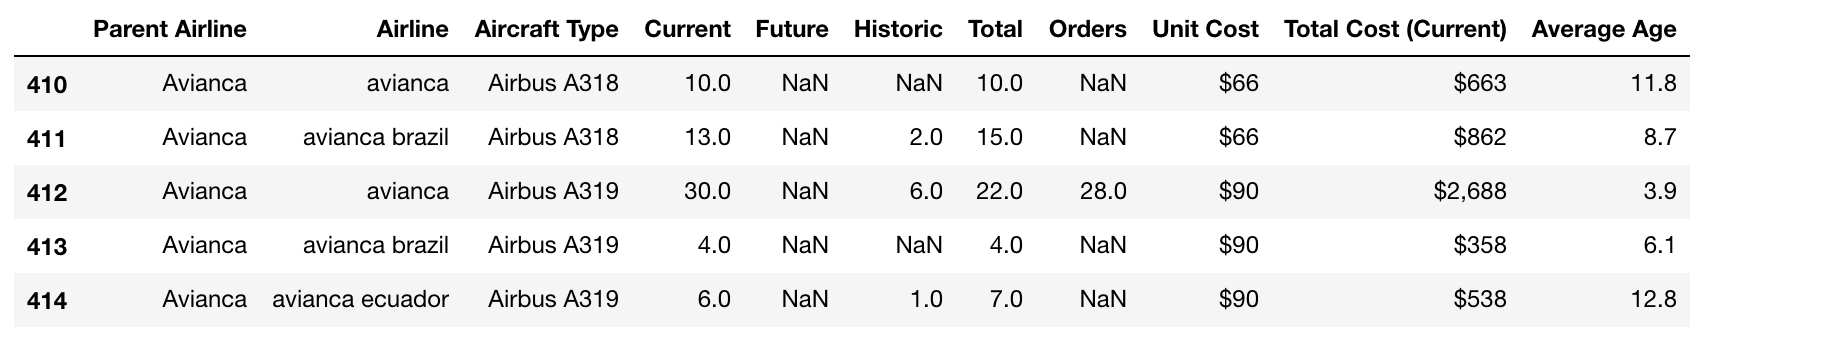 Parent Airline Airline Aircraft Type Current Future Historic Total Orders Unit Cost Total Cost (Current) Average Age
410 Avianca avianca Airbus A318 10.0 NaN NaN 10.0 NaN $66 $663 11.8
411 Avianca avianca brazil Airbus A318 13.0 NaN 2.0 15.0 NaN $66 $862 8.7
412 Avianca avianca Airbus A319 30.0 NaN 6.0 22.0 28.0 $90 $2,688 3.9
413 Avianca avianca brazil Airbus A319 4.0 NaN NaN 4.0 NaN $90 $358 6.1
414 Avianca avianca ecuador Airbus A319 6.0 NaN 1.0 7.0 NaN $90 $538 12.8